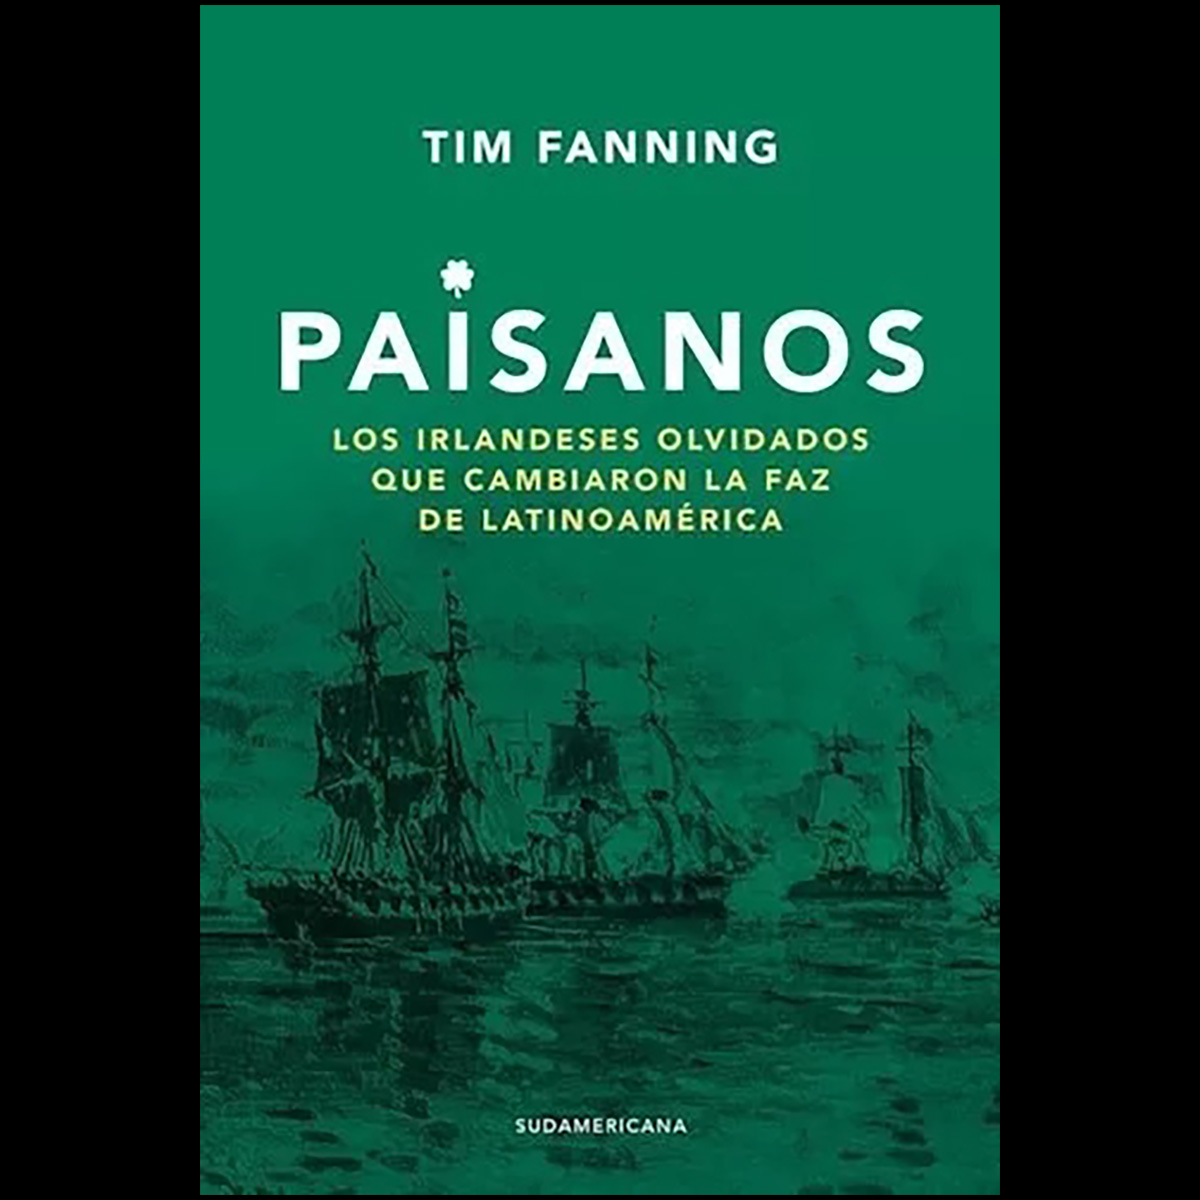 TIM FANNING
PAISANOS
LOS IRLANDESES OLVIDADOS
QUE CAMBIARON LA FAZ
DE LATINOAMÉRICA
SUDAMERICANA